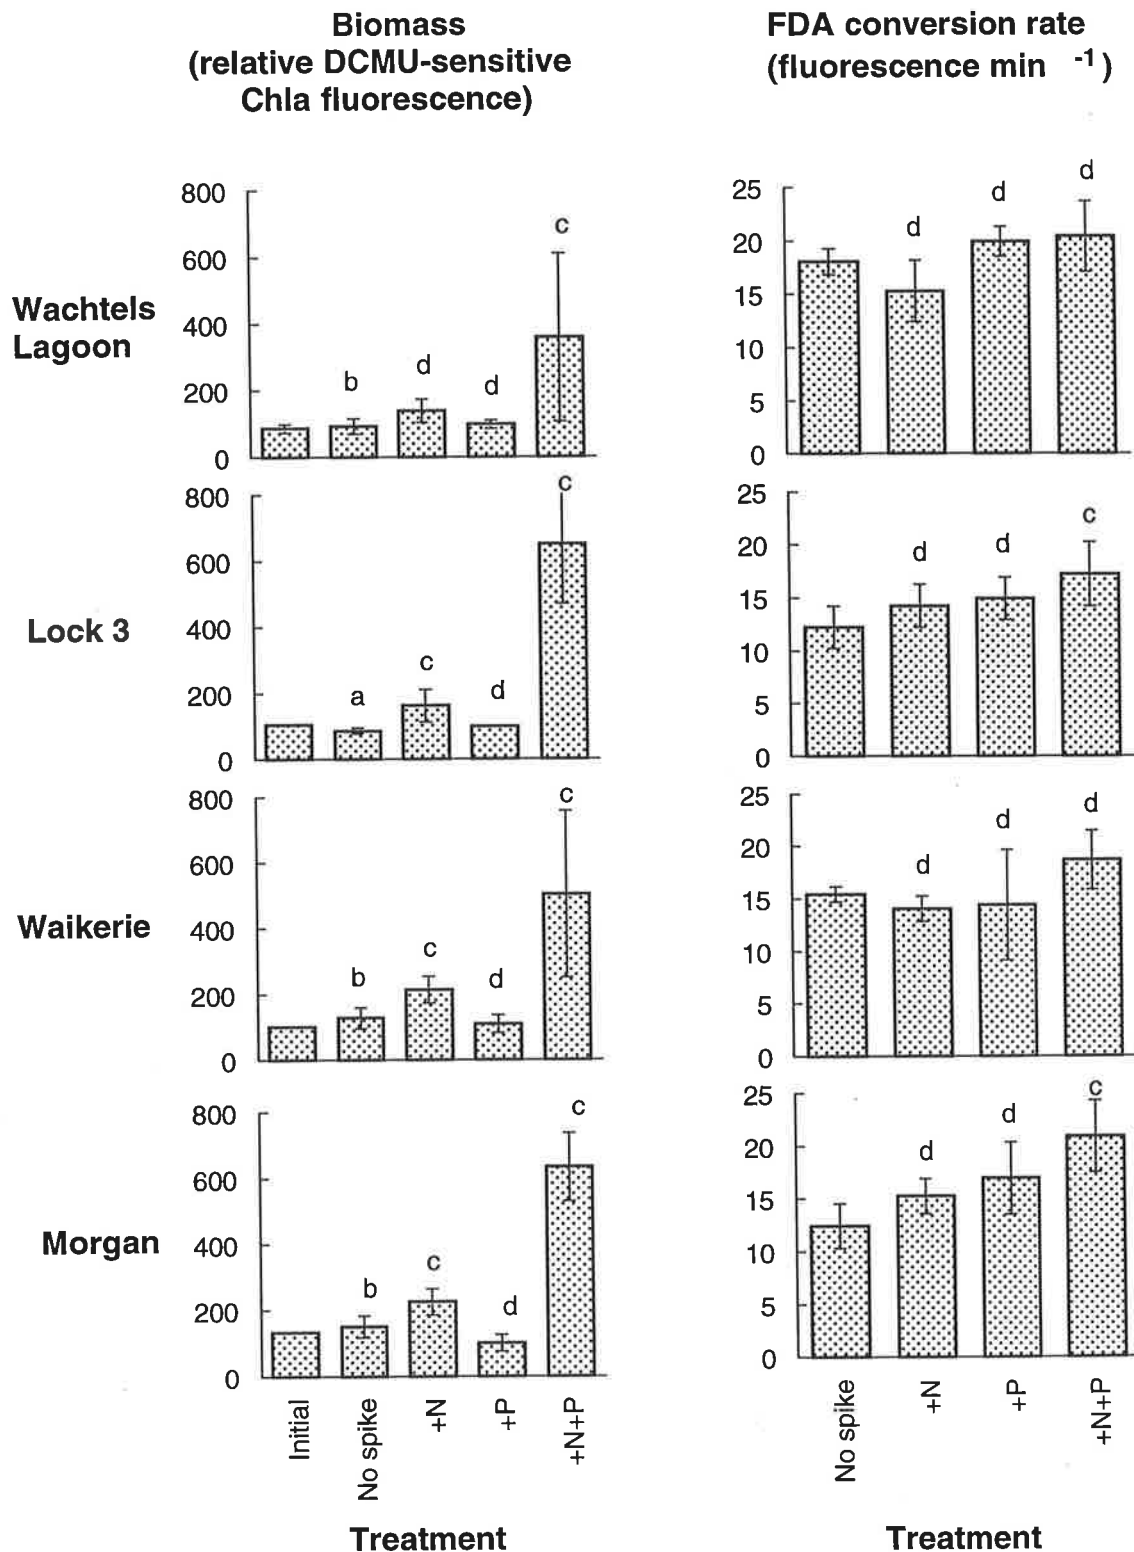 Biomass
(relative DCMU-sensitive
Chla fluorescence)
FDA conversion rate
(fluorescence min -1)
Wachtels
Lagoon
800
600
400
200
0
b
d
d
c
25
20
15
10
5
0
d
d
d
Lock 3
800
600
400
200
0
a
c
d
c
25
20
15
10
5
0
d
d
c
Waikerie
800
600
400
200
0
b
c
d
c
25
20
15
10
5
0
d
d
d
Morgan
800
600
400
200
0
b
c
d
c
25
20
15
10
5
0
d
d
c
Initial
No spike
+N
+P
+N+P
No spike
+N
+P
+N+P
Treatment
Treatment